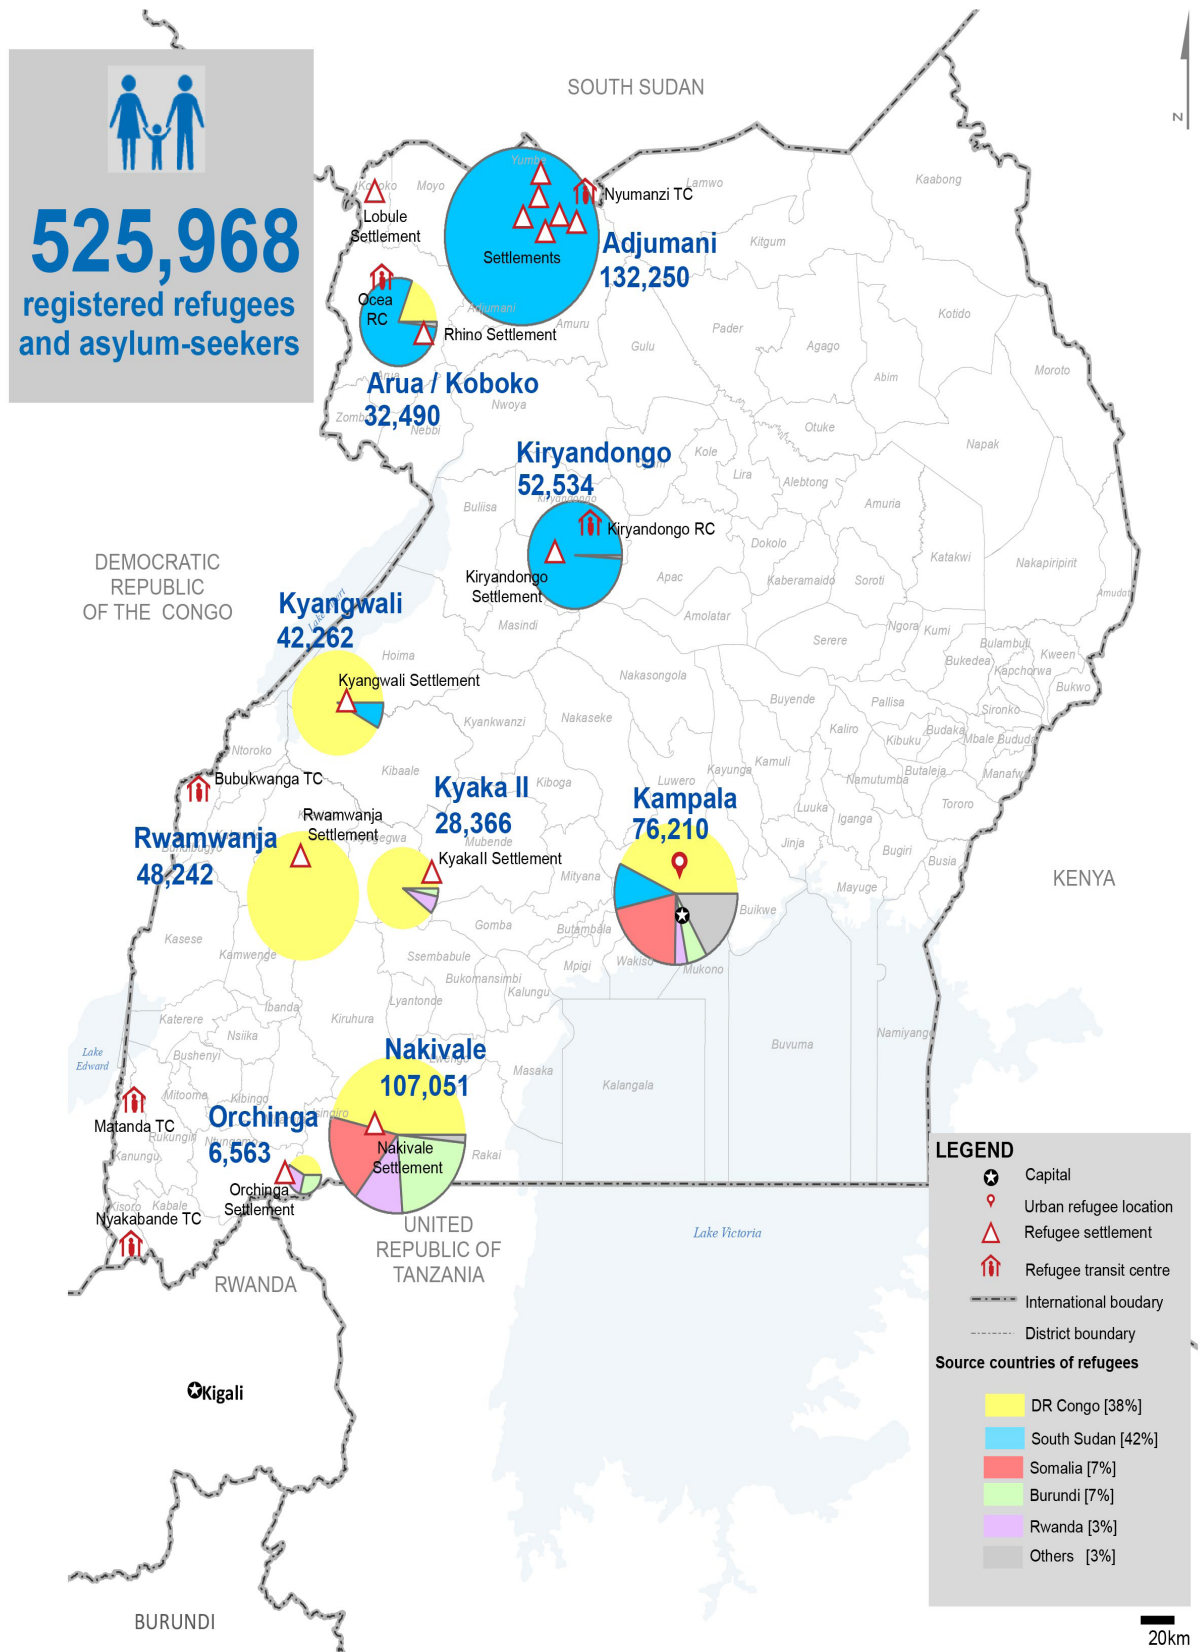 525,968
registered refugees
and asylum-seekers
SOUTH SUDAN
N
Yumbe
Koboko
Moyo
Lobule
Settlement
Nyumanzi TC
Lamwo
Kaabong
Settlements
Adjumani
132,250
Kitgum
Ocea
RC
Adjumani
Amuru
Rhino Settlement
Gulu
Pader
Agago
Kotido
Arua
Arua / Koboko
32,490
Abim
Moroto
Zombo
Nebbi
Nwoya
Otuke
Napak
Kiryandongo
52,534
Kole
Lira
Alebtong
Amuria
Buliisa
Kiryandongo
Kiryandongo RC
Kiryandongo
Settlement
Dokolo
Apac
Kaberamaido
Soroti
Katakwi
Nakapiripirit
Amudat
DEMOCRATIC
REPUBLIC
OF THE CONGO
Kyangwali
42,262
Masindi
Amolatar
Serere
Ngora
Kumi
Bulambuli
Bukedea
Kween
Kapchorwa
Bukwo
Hoima
Kyangwali Settlement
Nakasongola
Buyende
Pallisa
Sironko
Kyankwanzi
Nakaseke
Kaliro
Kibuku
Budaka
Mbale
Bududa
Ntoroko
Kibaale
Kiboga
Luwero
Kayunga
Kamuli
Namutumba
Butaleja
Manafwa
Bubukwanga TC
Kyaka II
28,366
Kampala
76,210
Luuka
Iganga
Tororo
Rwamwanja
Settlement
Rwamwanja
48,242
Bundibugyo
Mubende
KyakaII Settlement
Mityana
Jinja
Bugiri
Busia
Mayuge
KENYA
Buikwe
Kasese
Kamwenge
Gomba
Butambala
Ssembabule
Mpigi
Wakiso
Mukono
Bukomansimbi
Kalungu
Lyantonde
Ibanda
Kiruhura
Katerere
Nsiika
Bushenyi
Lake
Edward
Nakivale
107,051
Masaka
Kalangala
Buvuma
Namiyango
Matanda TC
Mitooma
Kibingo
Rukungiri
Ntungamo
Isingiro
Orchinga
6,563
Kanungu
Nakivale
Settlement
Rakai
Orchinga
Settlement
Kisoro
Kabale
Nyakabande TC
UNITED
REPUBLIC OF
TANZANIA
RWANDA
Lake Victoria
Kigali
BURUNDI
LEGEND
Capital
Urban refugee location
Refugee settlement
Refugee transit centre
International boudary
District boundary
Source countries of refugees
DR Congo [38%]
South Sudan [42%]
Somalia [7%]
Burundi [7%]
Rwanda [3%]
Others [3%]
20km